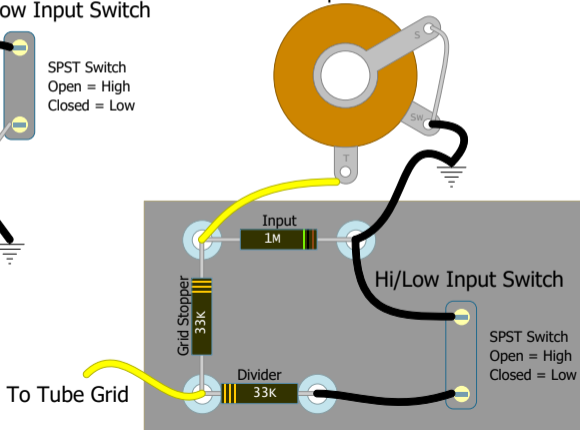 ow Input Switch
SPST Switch
Open = High
Closed = Low
S
Sw
T
Input
1M
Grid Stopper
33K
Hi/Low Input Switch
SPST Switch
Open = High
Closed = Low
Divider
33K
To Tube Grid